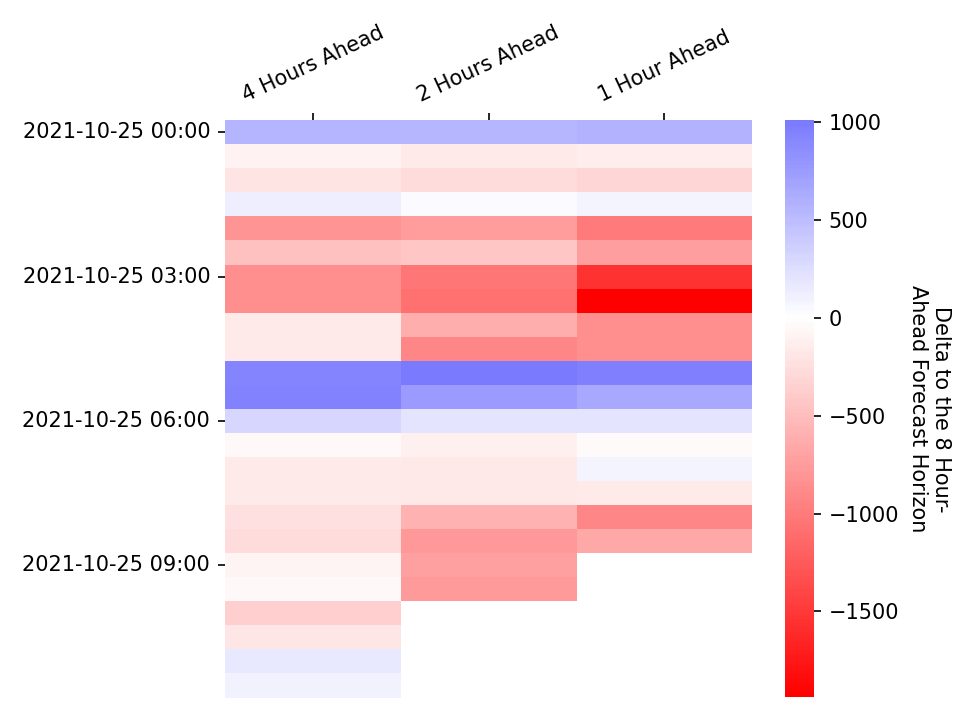 4 Hours Ahead
2 Hours Ahead
1 Hour Ahead
2021-10-25 00:00
2021-10-25 03:00
2021-10-25 06:00
2021-10-25 09:00
1000
500
0
−500
−1000
−1500
Delta to the 8 Hour-
Ahead Forecast Horizon